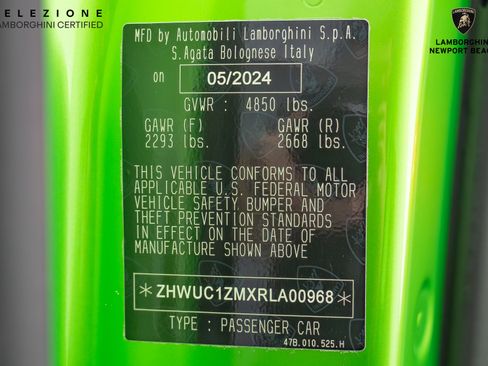 SELEZIONE
LAMBORGHINI CERTIFIED
LAMBORGHINI
NEWPORT BEACH
MFD by Automobili Lamborghini S.p.A.
S.Agata Bolognese Italy
on 05/2024
GVWR : 4850 lbs.
GAWR (F) GAWR (R)
2293 lbs. 2668 lbs.
THIS VEHICLE CONFORMS TO ALL
APPLICABLE U.S. FEDERAL MOTOR
VEHICLE SAFETY, BUMPER AND
THEFT PREVENTION STANDARDS
IN EFFECT ON THE DATE OF
MANUFACTURE SHOWN ABOVE
*ZHWUC1ZMXRLA00968*
TYPE : PASSENGER CAR
47B.010.525.H